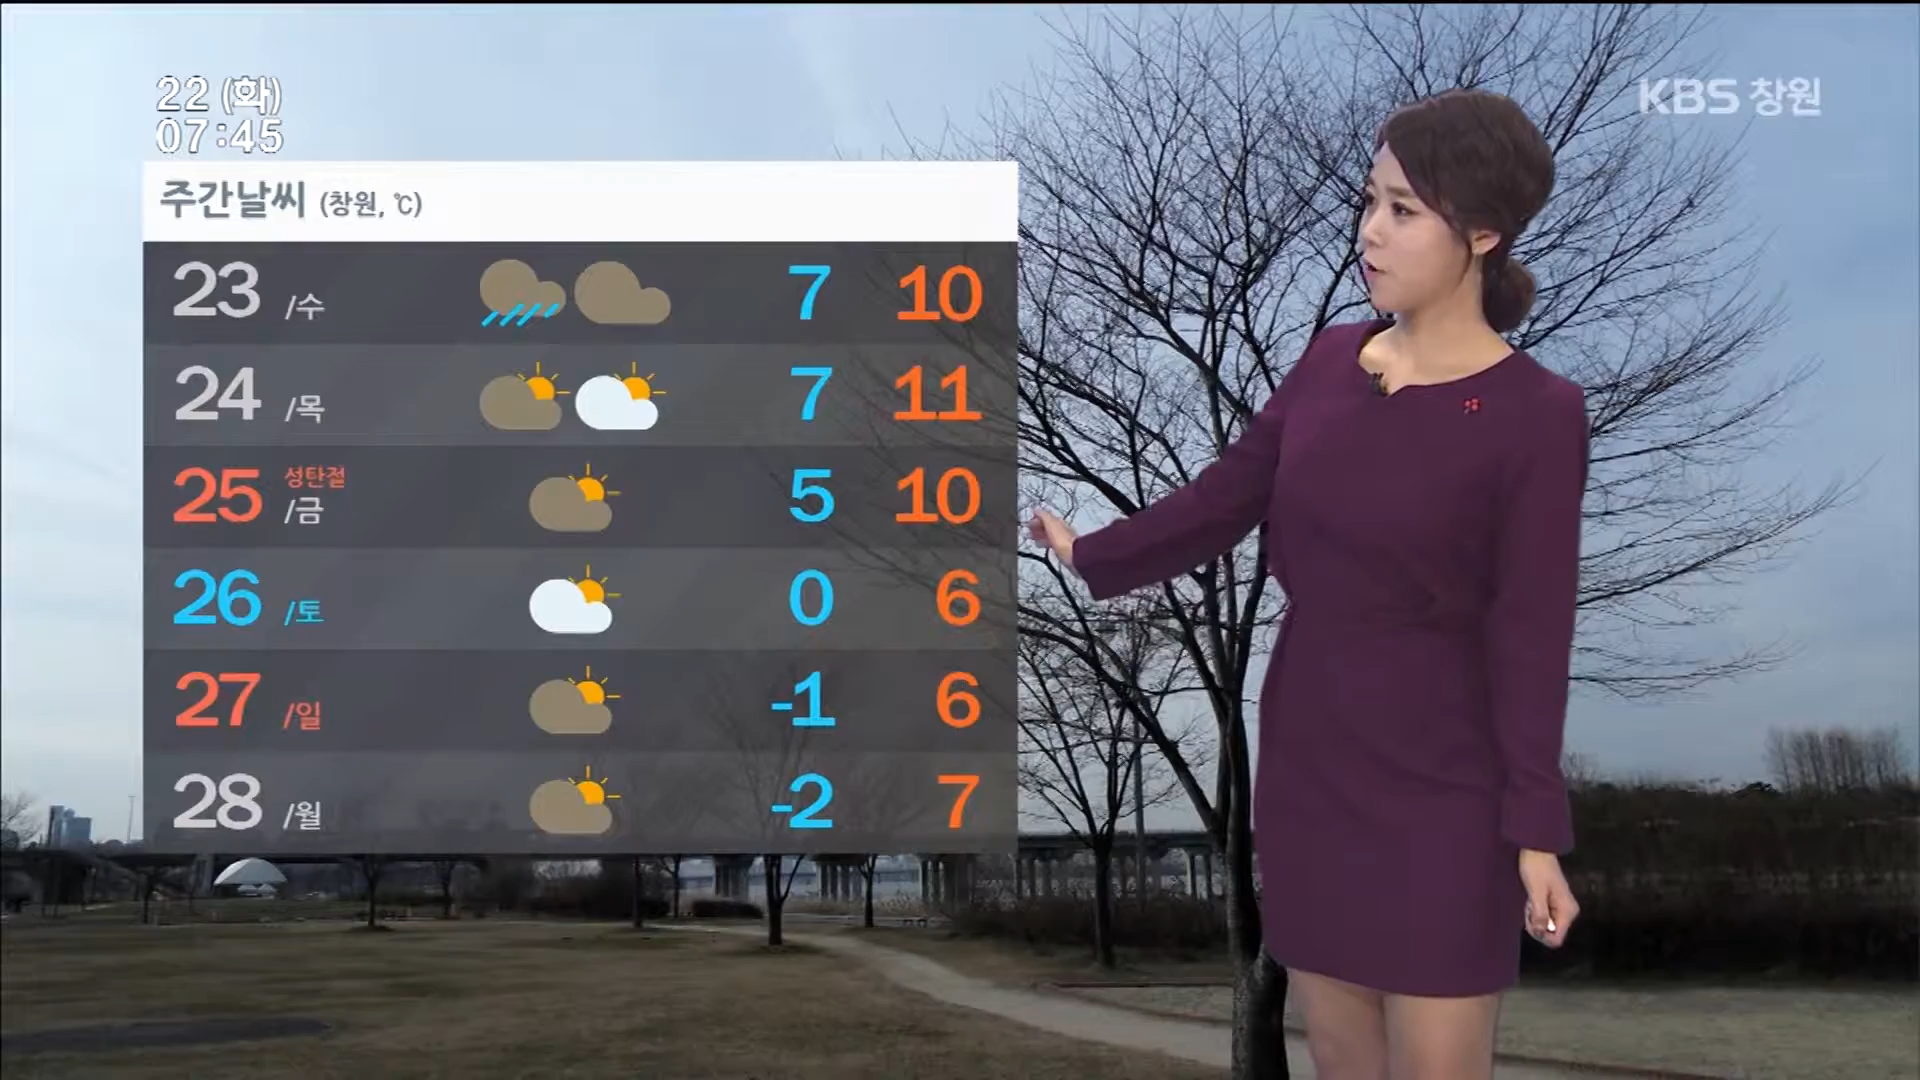 22 (화)
07:45
KBS 창원
주간날씨 (창원, ℃)
23 /수 7 10
24 /목 7 11
25 성탄절 /금 5 10
26 /토 0 6
27 /일 -1 6
28 /월 -2 7